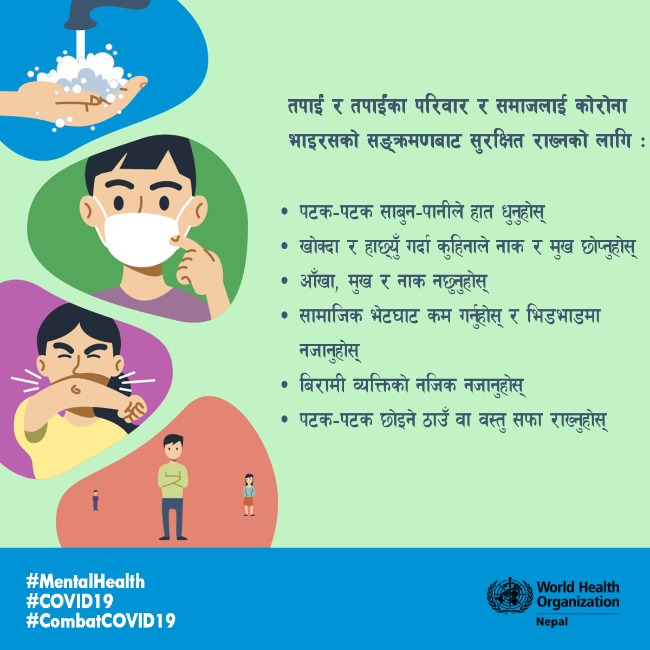 तपाईं र तपाईंका परिवार र समाजलाई कोरोना
भाइरसको सङ्क्रमणबाट सुरक्षित राख्नको लागि :
• पटक-पटक साबुन-पानीले हात धुनुहोस्
• खोक्दा र हाछ्युँ गर्दा कुहिनाले नाक र मुख छोप्नुहोस्
• आँखा, मुख र नाक नछुनुहोस्
• सामाजिक भेटघाट कम गर्नुहोस् र भिडभाडमा
नजानुहोस्
• बिरामी व्यक्तिको नजिक नजानुहोस्
• पटक-पटक छोइने ठाउँ वा वस्तु सफा राख्नुहोस्
#MentalHealth
#COVID19
#CombatCOVID19
World Health
Organization
Nepal